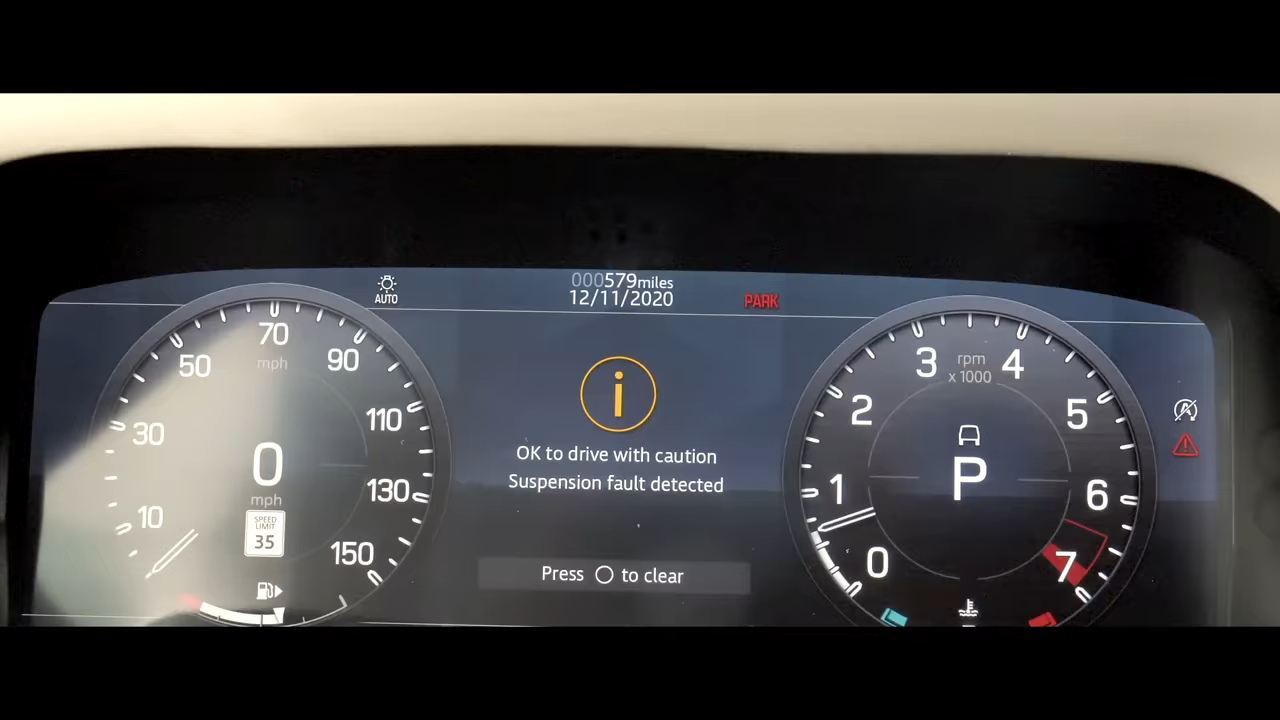 000579miles
12/11/2020
PARK
AUTO
70
mph
50
90
30
110
10
130
150
0
mph
SPEED
LIMIT
35
i
OK to drive with caution
Suspension fault detected
Press O to clear
3
rpm
x 1000
4
2
5
1
P
6
0
7
A